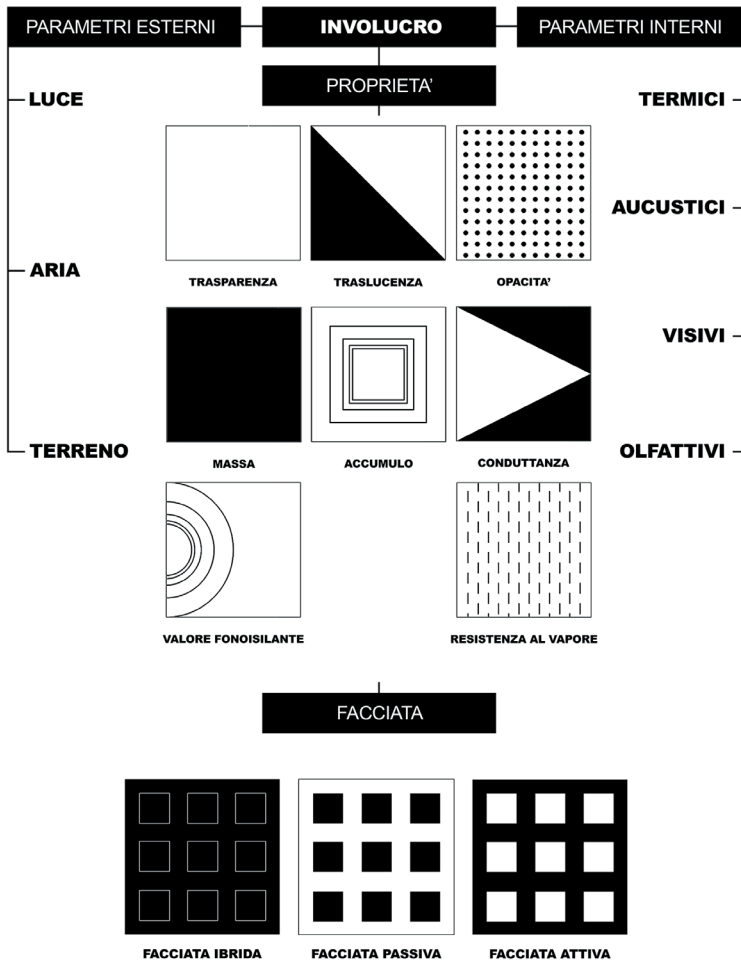 PARAMETRI ESTERNI
INVOLUCRO
PARAMETRI INTERNI
PROPRIETA'
LUCE
TERMICI
AUCUSTICI
ARIA
TRASPARENZA
TRASLUCENZA
OPACITA'
VISIVI
TERRENO
OLFATTIVI
MASSA
ACCUMULO
CONDUTTANZA
VALORE FONOISILANTE
RESISTENZA AL VAPORE
FACCIATA
FACCIATA IBRIDA
FACCIATA PASSIVA
FACCIATA ATTIVA